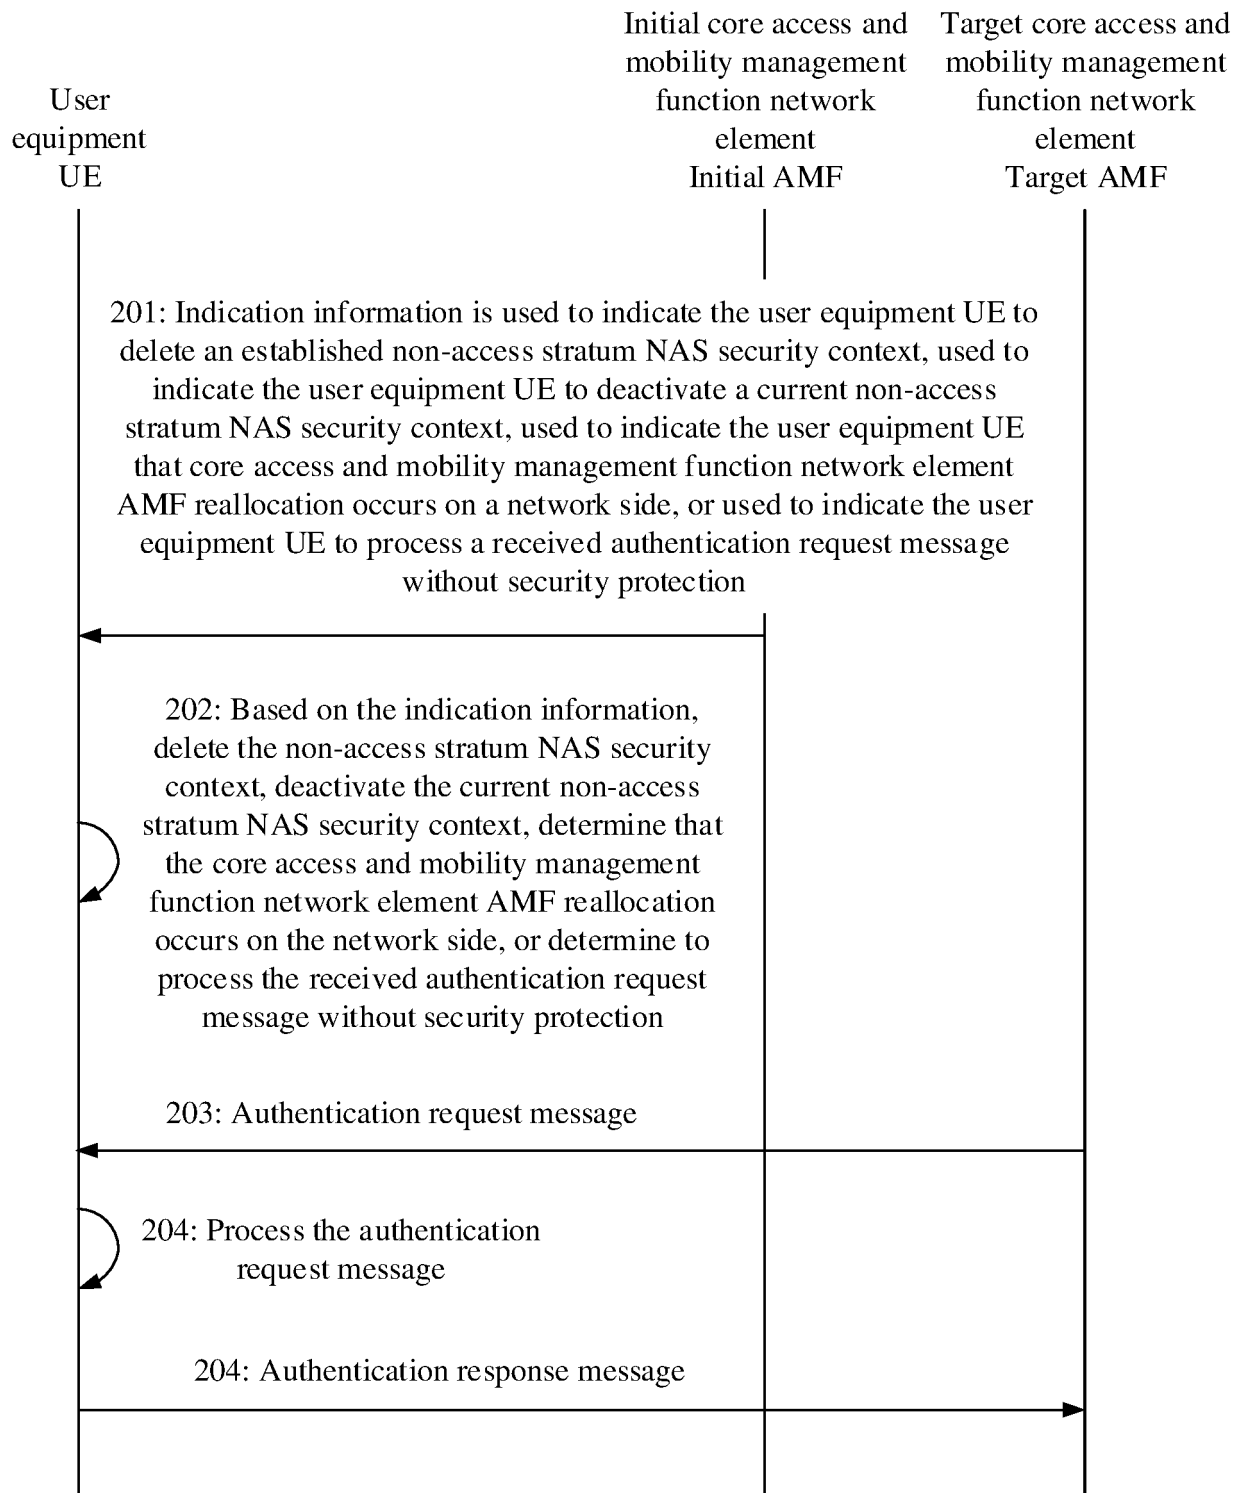 User
equipment
UE
Initial core access and
mobility management
function network
element
Initial AMF
Target core access and
mobility management
function network
element
Target AMF
201: Indication information is used to indicate the user equipment UE to
delete an established non-access stratum NAS security context, used to
indicate the user equipment UE to deactivate a current non-access
stratum NAS security context, used to indicate the user equipment UE
that core access and mobility management function network element
AMF reallocation occurs on a network side, or used to indicate the user
equipment UE to process a received authentication request message
without security protection
202: Based on the indication information,
delete the non-access stratum NAS security
context, deactivate the current non-access
stratum NAS security context, determine that
the core access and mobility management
function network element AMF reallocation
occurs on the network side, or determine to
process the received authentication request
message without security protection
203: Authentication request message
204: Process the authentication
request message
204: Authentication response message